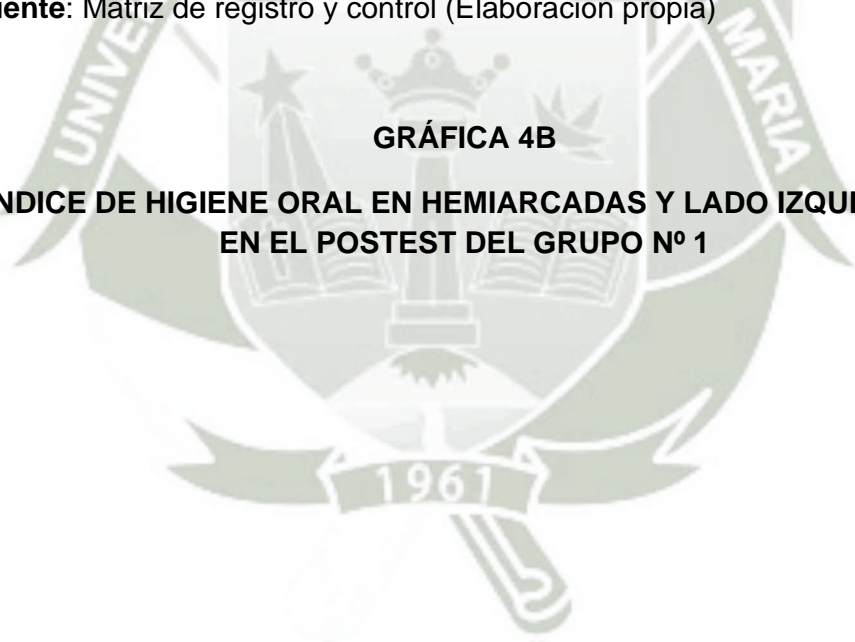 uente: Matriz de registro y control (Elaboración propia)
UNIVE
MARIA
GRÁFICA 4B
NDICE DE HIGIENE ORAL EN HEMIARCADAS Y LADO IZQU
EN EL POSTEST DEL GRUPO Nº 1
1961